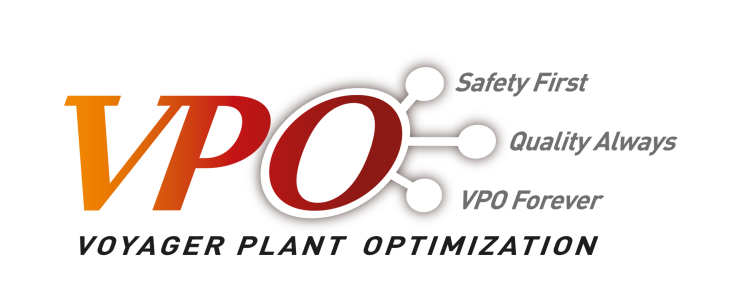 VPO
Safety First
Quality Always
VPO Forever
VOYAGER PLANT OPTIMIZATION